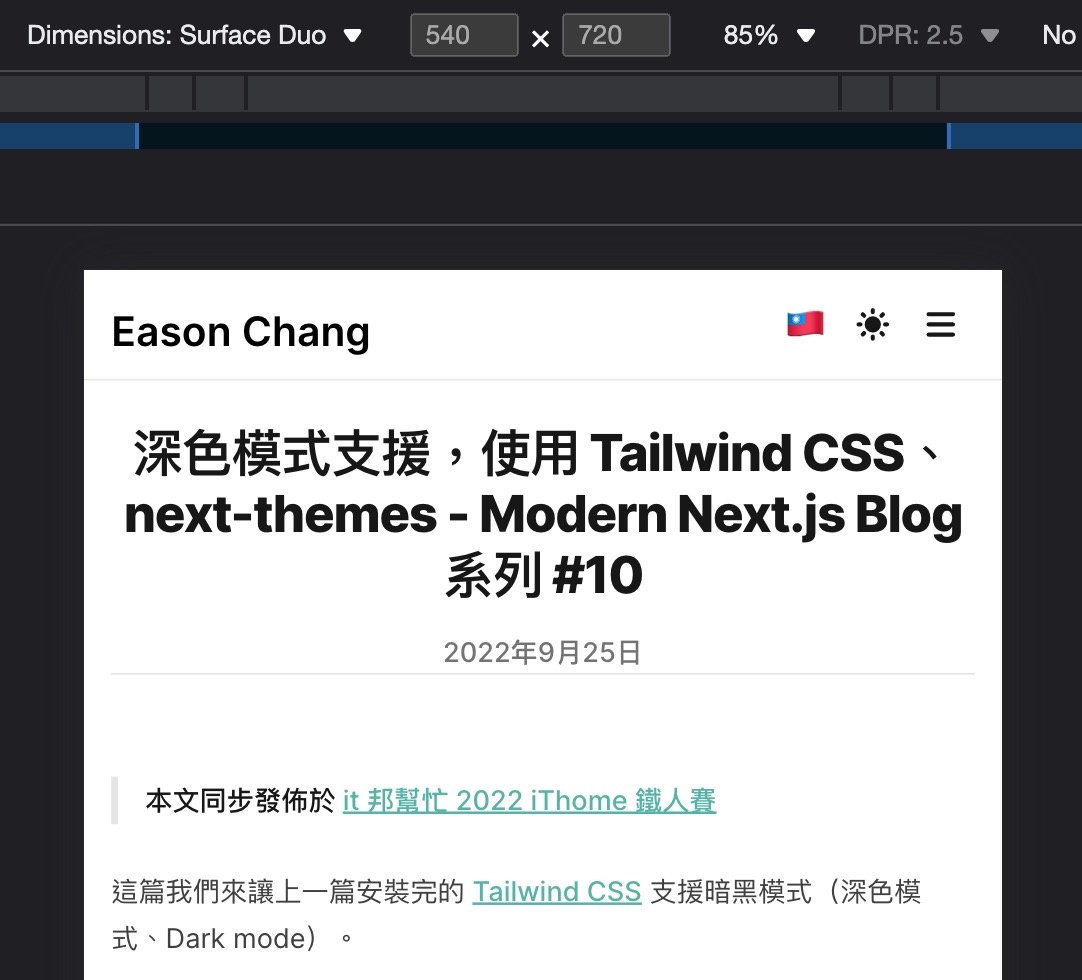 Dimensions: Surface Duo 540 × 720 85% DPR: 2.5 No
Eason Chang
深色模式支援，使用 Tailwind CSS、
next-themes - Modern Next.js Blog
系列 #10
2022年9月25日
本文同步發佈於 it 邦幫忙 2022 iThome 鐵人賽
這篇我們來讓上一篇安裝完的 Tailwind CSS 支援暗黑模式（深色模
式、Dark mode）。